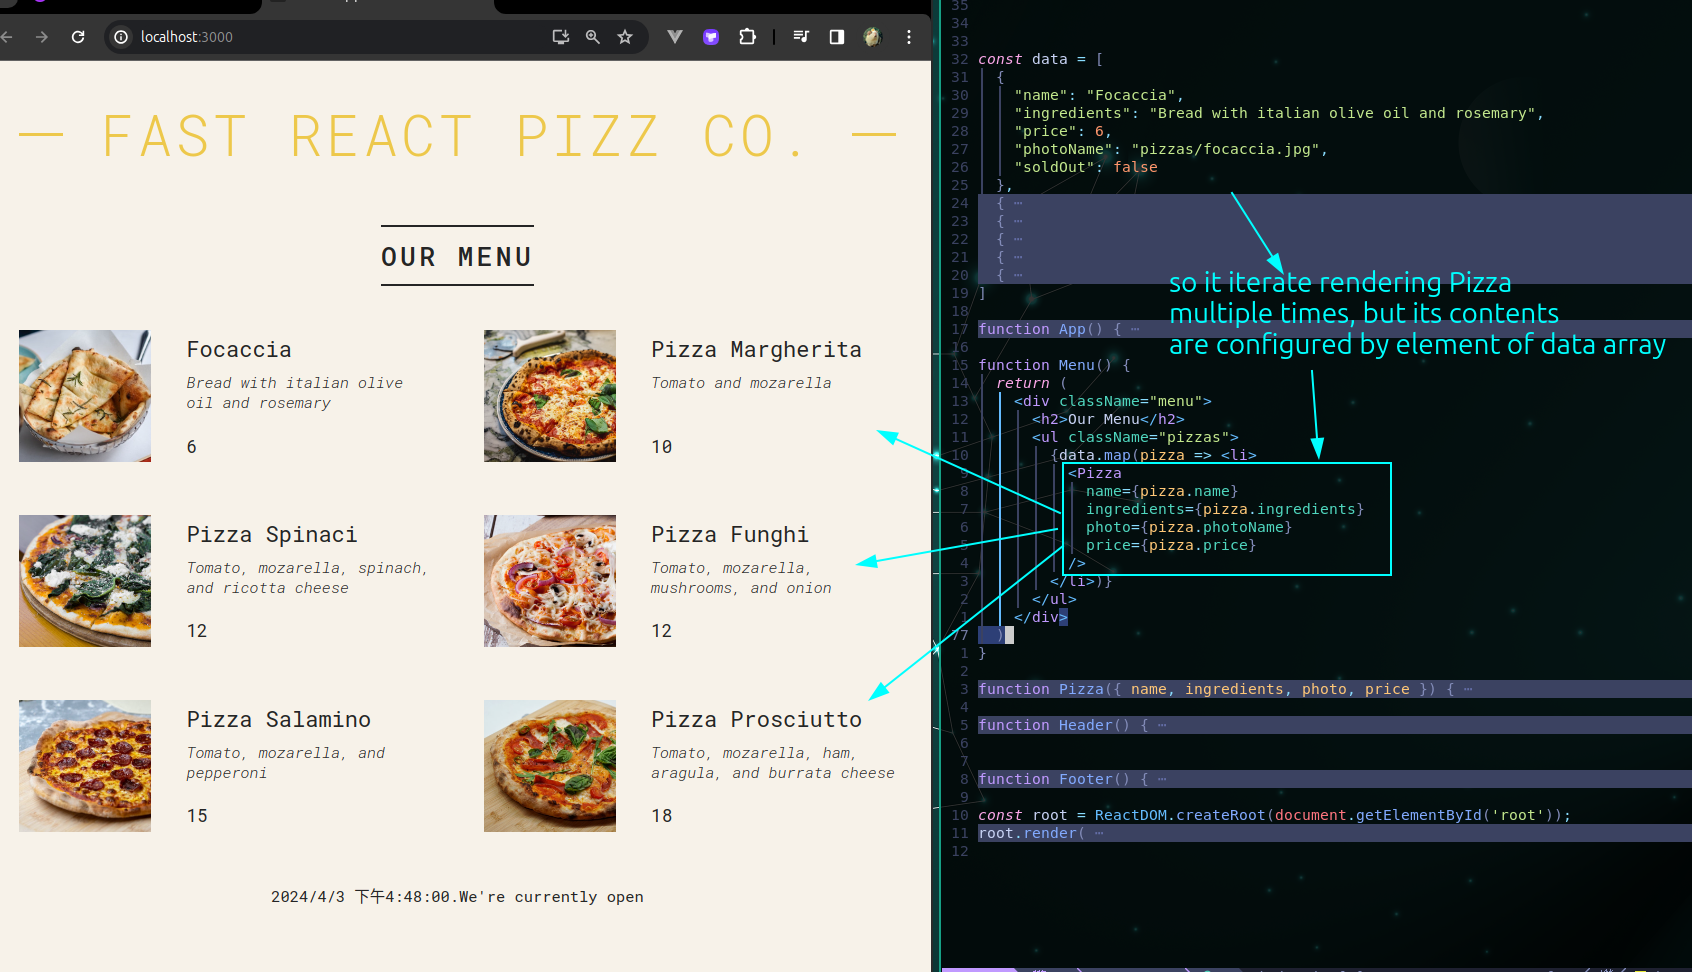 localhost:3000
FAST REACT PIZZ CO.
OUR MENU
Focaccia
Bread with italian olive
oil and rosemary
6
Pizza Margherita
Tomato and mozarella
10
Pizza Spinaci
Tomato, mozarella, spinach,
and ricotta cheese
12
Pizza Funghi
Tomato, mozarella,
mushrooms, and onion
12
Pizza Salamino
Tomato, mozarella, and
pepperoni
15
Pizza Prosciutto
Tomato, mozarella, ham,
aragula, and burrata cheese
18
2024/4/3 下午4:48:00.We're currently open
35
34
33
32 const data = [
31 {
30 "name": "Focaccia",
29 "ingredients": "Bread with italian olive oil and rosemary",
28 "price": 6,
27 "photoName": "pizzas/focaccia.jpg",
26 "soldOut": false
25 },
24 { ⋯
23 { ⋯
22 { ⋯
21 { ⋯
20 { ⋯
19 ]
18
17 function App() { ⋯
16
15 function Menu() {
14 return (
13 <div className="menu">
12 <h2>Our Menu</h2>
11 <ul className="pizzas">
10 {data.map(pizza => <li>
9 <Pizza
8 name={pizza.name}
7 ingredients={pizza.ingredients}
6 photo={pizza.photoName}
5 price={pizza.price}
4 />
3 </li>)}
2 </ul>
1 </div>
77 )
1 }
2
3 function Pizza({ name, ingredients, photo, price }) { ⋯
4
5 function Header() { ⋯
6
7
8 function Footer() { ⋯
9
10 const root = ReactDOM.createRoot(document.getElementById('root'));
11 root.render( ⋯
12
so it iterate rendering Pizza
multiple times, but its contents
are configured by element of data array